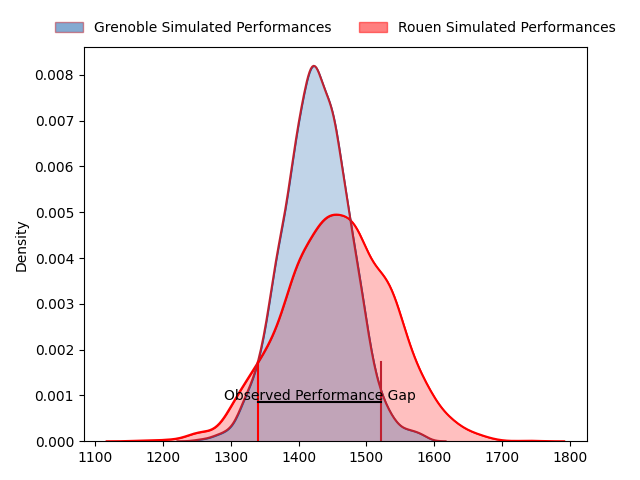 Grenoble Simulated Performances
Rouen Simulated Performances
0.008
0.007
0.006
0.005
0.004
0.003
0.002
0.001
0.000
Density
Observed Performance Gap
1100 1200 1300 1400 1500 1600 1700 1800